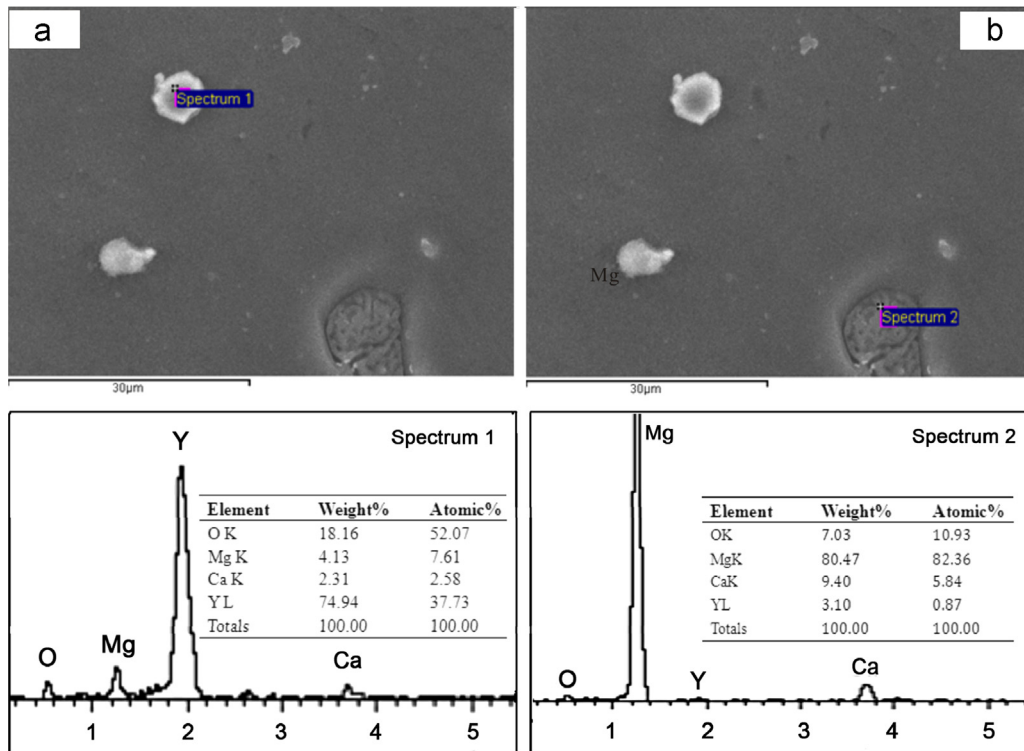 a
Spectrum 1
30µm
b
Mg
Spectrum 2
30µm
Spectrum 1
Y
Element Weight% Atomic%
O K 18.16 52.07
Mg K 4.13 7.61
Ca K 2.31 2.58
Y L 74.94 37.73
Totals 100.00 100.00
O Mg Ca
1 2 3 4 5
Mg
Spectrum 2
Element Weight% Atomic%
OK 7.03 10.93
MgK 80.47 82.36
CaK 9.40 5.84
YL 3.10 0.87
Totals 100.00 100.00
O Y Ca
1 2 3 4 5